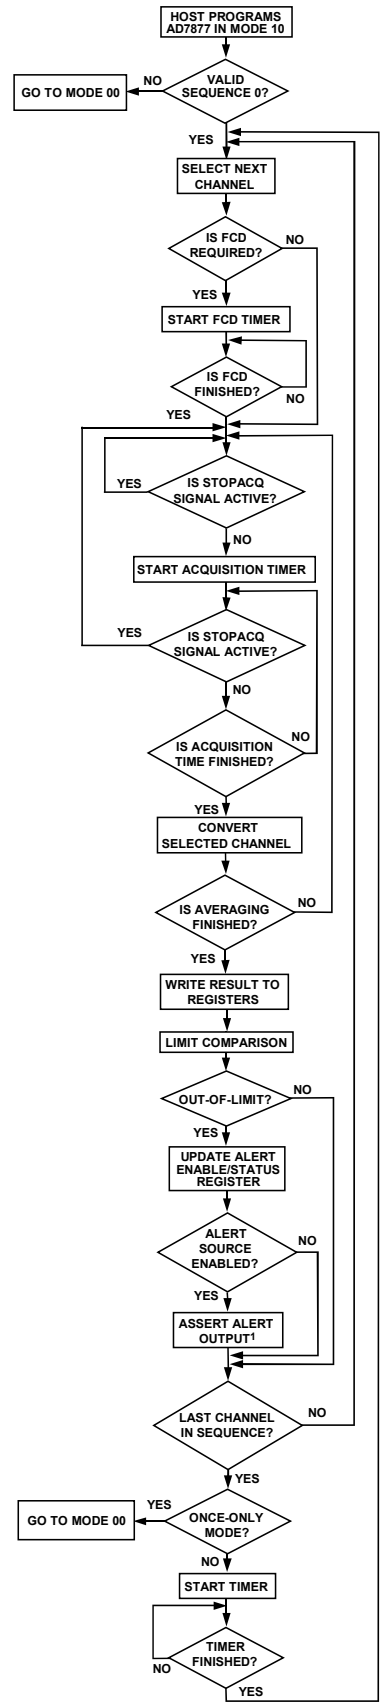 HOST PROGRAMS
AD7877 IN MODE 10
VALID
SEQUENCE 0?
NO
GO TO MODE 00
YES
SELECT NEXT
CHANNEL
IS FCD
REQUIRED?
NO
YES
START FCD TIMER
IS FCD
FINISHED?
NO
YES
IS STOPACQ
SIGNAL ACTIVE?
YES
NO
START ACQUISITION TIMER
IS STOPACQ
SIGNAL ACTIVE?
YES
NO
IS ACQUISITION
TIME FINISHED?
NO
YES
CONVERT
SELECTED CHANNEL
IS AVERAGING
FINISHED?
NO
YES
WRITE RESULT TO
REGISTERS
LIMIT COMPARISON
OUT-OF-LIMIT?
NO
YES
UPDATE ALERT
ENABLE/STATUS
REGISTER
ALERT
SOURCE
ENABLED?
NO
YES
ASSERT ALERT
OUTPUT1
LAST CHANNEL
IN SEQUENCE?
NO
YES
ONCE-ONLY
MODE?
YES
GO TO MODE 00
NO
START TIMER
TIMER
FINISHED?
NO
YES